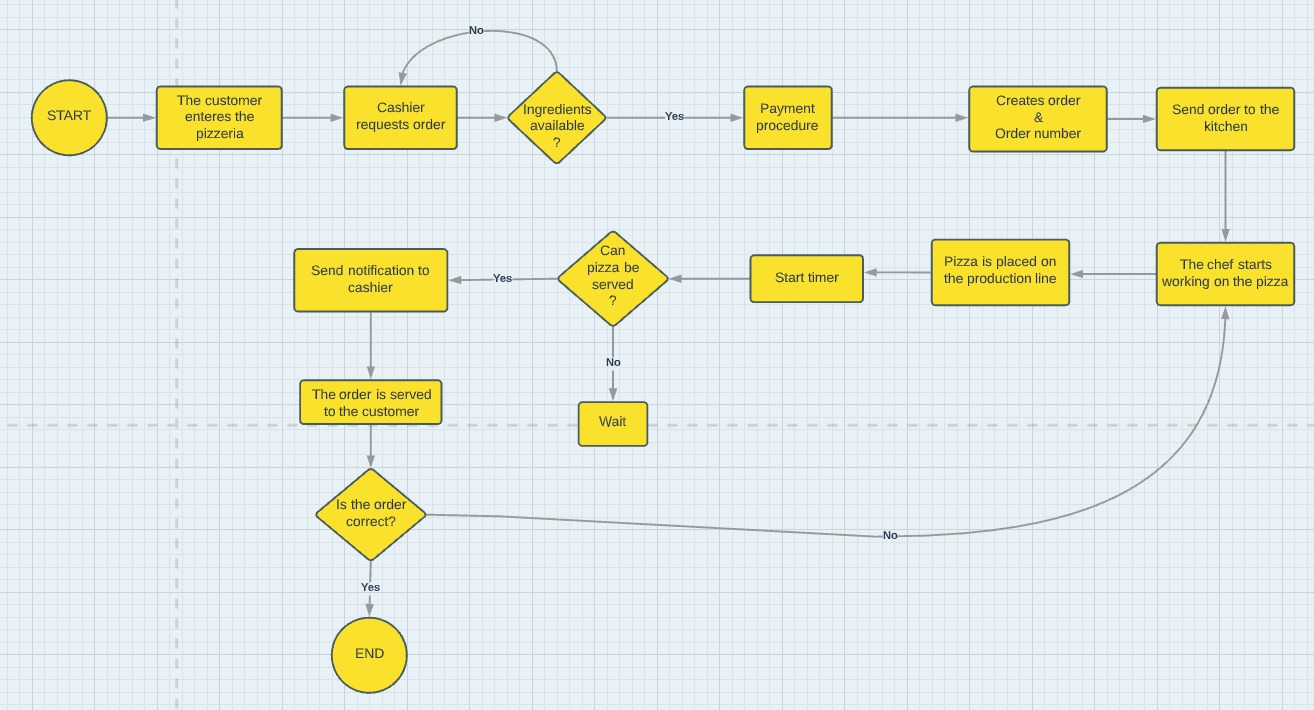 No
START
The customer
enteres the
pizzeria
Cashier
requests order
Ingredients
available
?
Yes
Payment
procedure
Creates order
&
Order number
Send order to the
kitchen
Send notification to
cashier
Yes
Can
pizza be
served
?
Start timer
Pizza is placed on
the production line
The chef starts
working on the pizza
No
The order is served
to the customer
Wait
Is the order
correct?
No
Yes
END